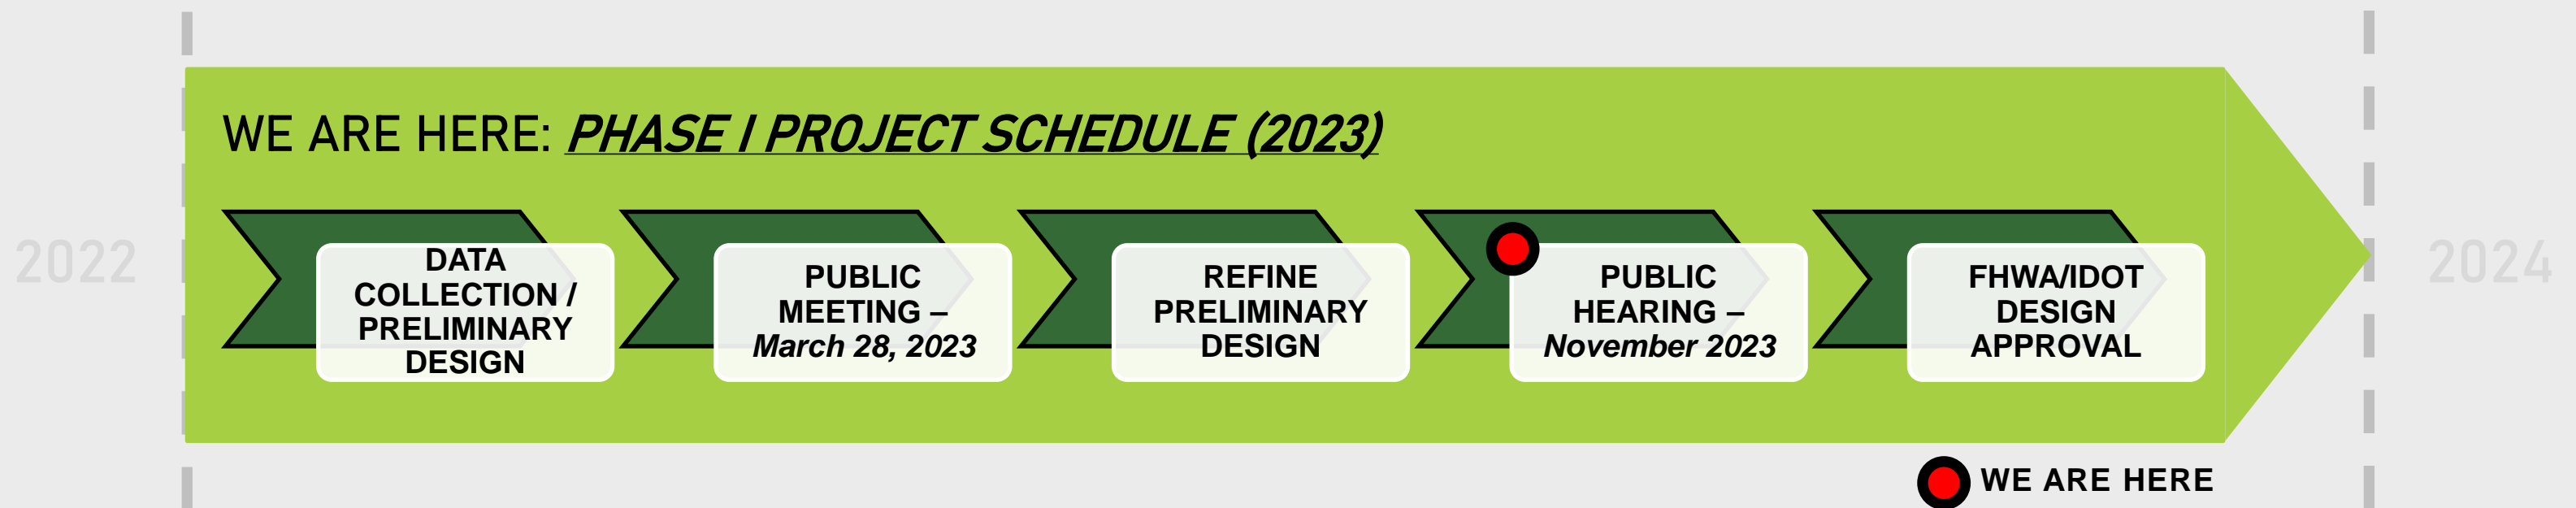 WE ARE HERE: PHASE I PROJECT SCHEDULE (2023)
2022
DATA
COLLECTION /
PRELIMINARY
DESIGN
PUBLIC
MEETING –
March 28, 2023
REFINE
PRELIMINARY
DESIGN
PUBLIC
HEARING –
November 2023
FHWA/IDOT
DESIGN
APPROVAL
2024
WE ARE HERE